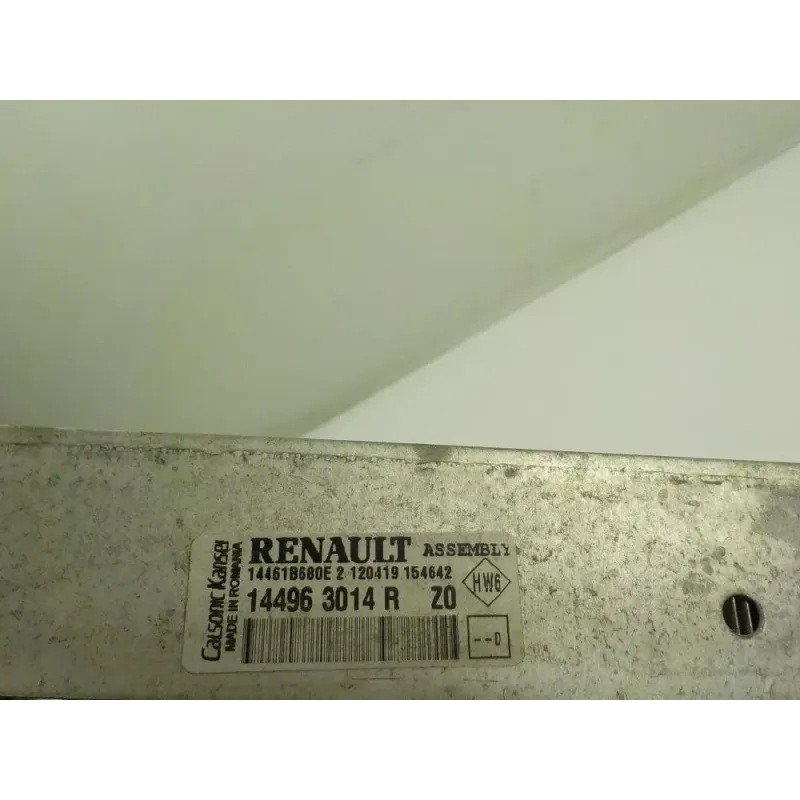 Calsonic Kansei
MADE IN ROMANIA
RENAULT ASSEMBLY
14461B680E 2 120419 154642
HW6
14496 3014 R Z0
--D